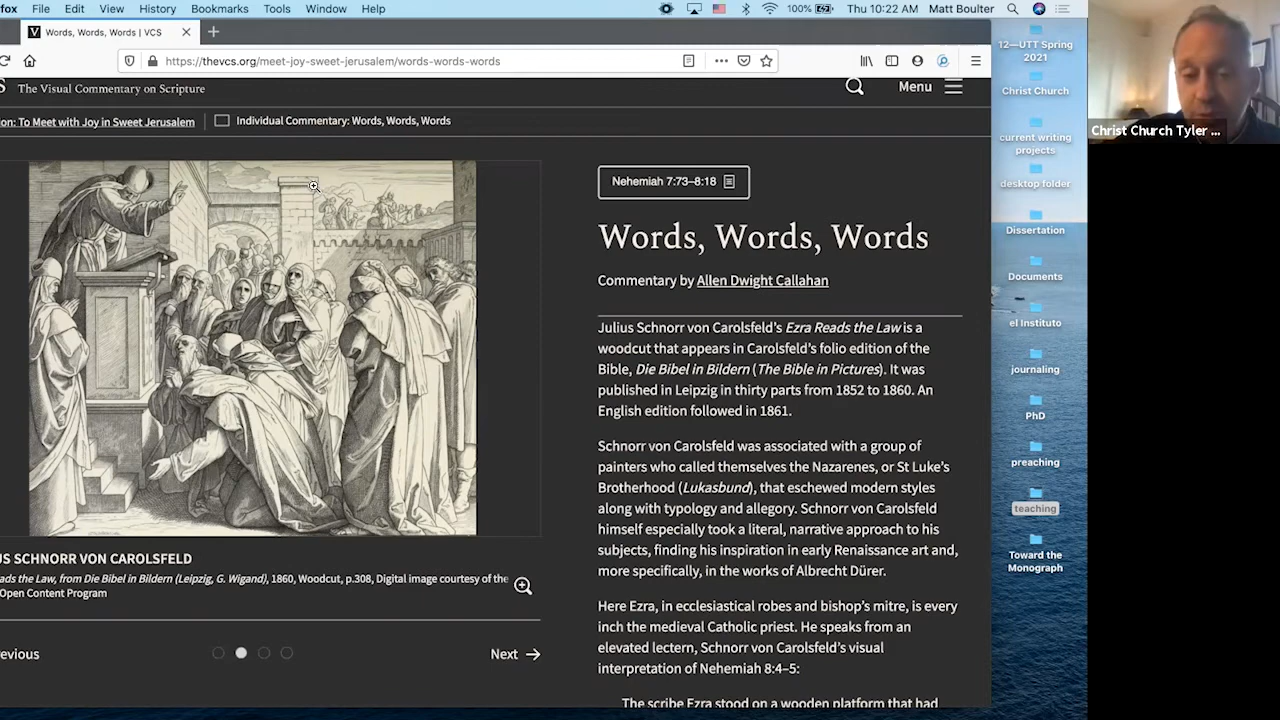 fox File Edit View History Bookmarks Tools Window Help 100% Thu 10:22 AM Matt Boulter
Words, Words, Words | VCS
https://thevcs.org/meet-joy-sweet-jerusalem/words-words-words
S The Visual Commentary on Scripture
Menu
ion: To Meet with Joy in Sweet Jerusalem
Individual Commentary: Words, Words, Words
Nehemiah 7:73–8:18
Words, Words, Words
Commentary by Allen Dwight Callahan
Julius Schnorr von Carolsfeld’s Ezra Reads the Law is a
woodcut that appears in Carolsfeld’s folio edition of the
Bible, Die Bibel in Bildern (The Bible in Pictures). It was
published in Leipzig in thirty parts from 1852 to 1860. An
English edition followed in 1861.
Schnorr von Carolsfeld was associated with a group of
painters who called themselves the Nazarenes, or St Luke’s
Brotherhood (Lukasbund), that eschewed modern styles
along with typology and allegory. Schnorr von Carolsfeld
himself especially took a literal, narrative approach to his
subjects, finding his inspiration in early Renaissance art and,
more specifically, in the works of Albrecht Dürer.
Here Ezra, in ecclesiastical robes and bishop’s mitre, is every
inch the medieval Catholic priest. He speaks from an
elevated lectern, Schnorr von Carolsfeld’s visual
interpretation of Nehemiah 8:4–5:
The scribe Ezra stood on a wooden platform that had
US SCHNORR VON CAROLSFELD
ads the Law, from Die Bibel in Bildern (Leipzig, G. Wigand), 1860, Woodcut, p.308, Digital image courtesy of the
Open Content Program
evious
Next
12—UTT Spring
2021
Christ Church
current writing
projects
desktop folder
Dissertation
Documents
el Instituto
journaling
PhD
preaching
teaching
Toward the
Monograph
Christ Church Tyler ...